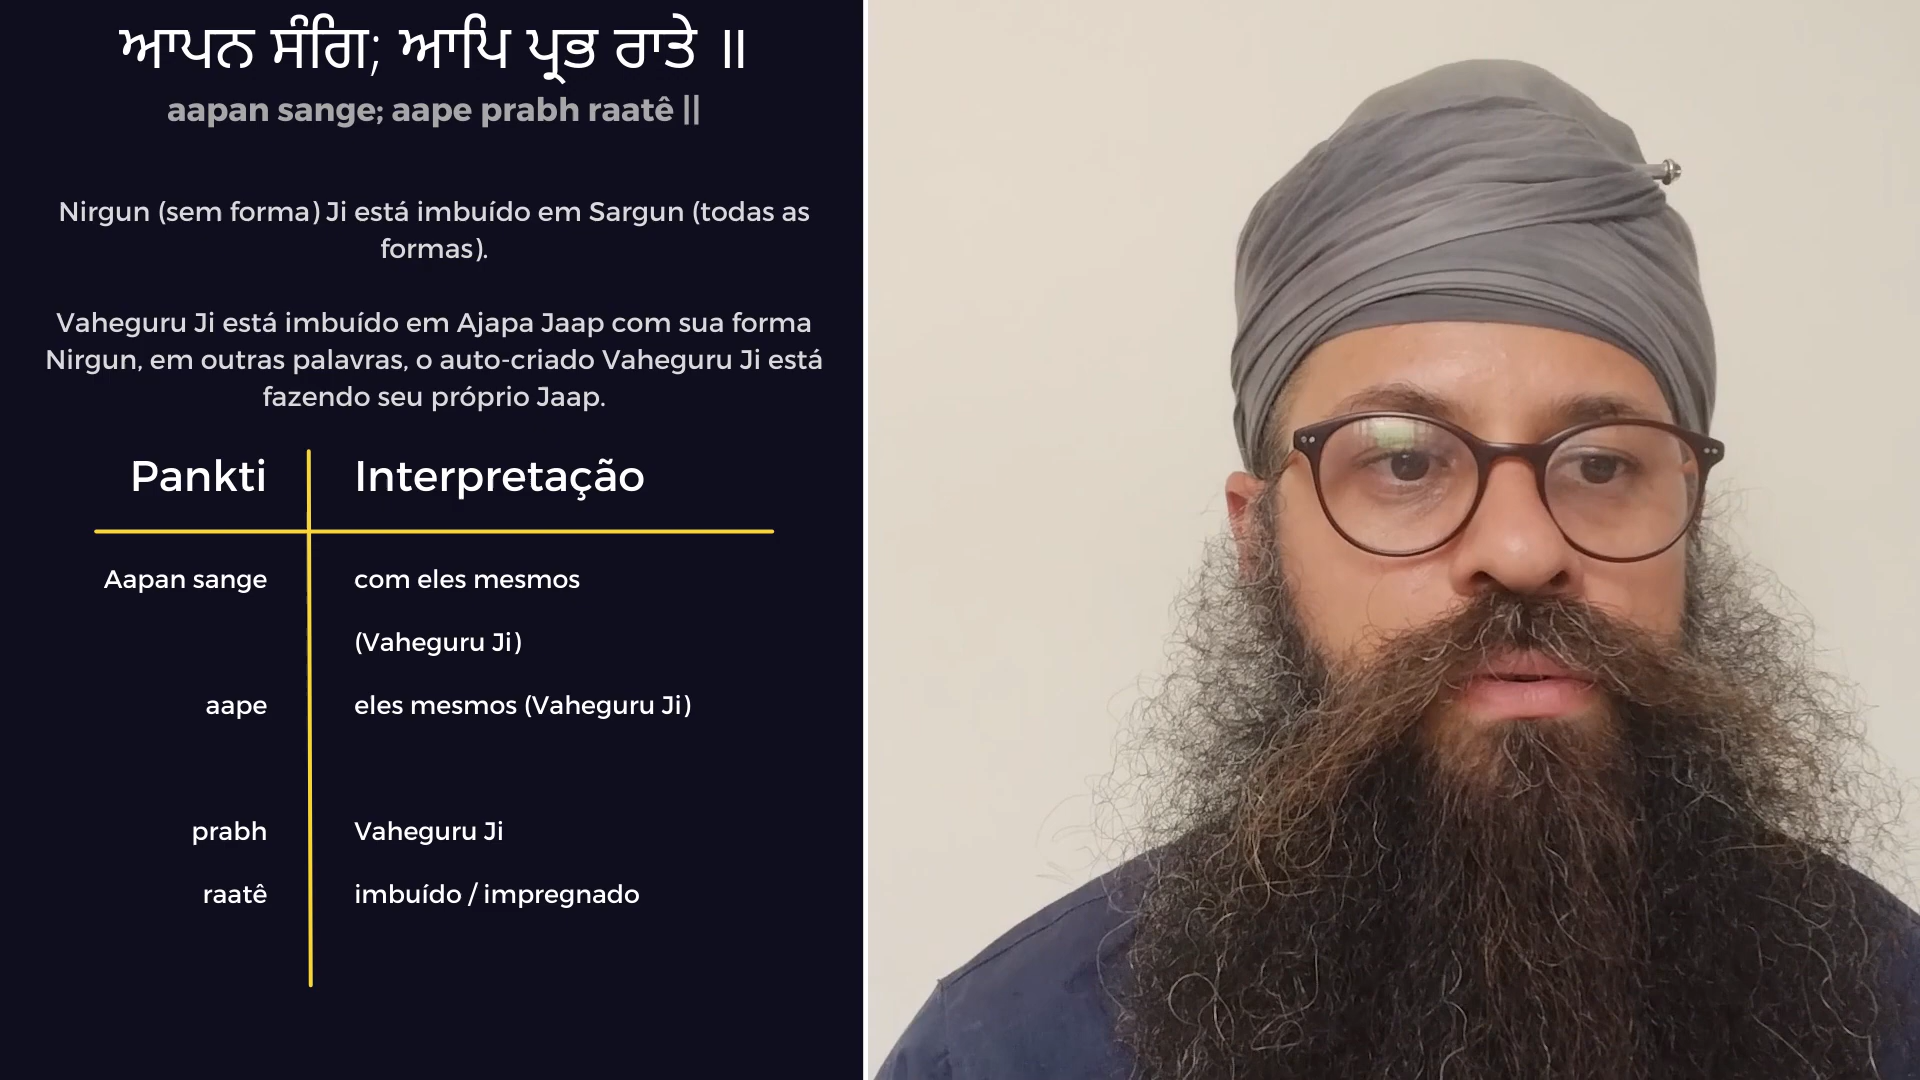 ਆਪਨ ਸੰਗਿ; ਆਪਿ ਪ੍ਰਭ ਰਾਤੇ ॥
aapan sange; aape prabh raatê ||
Nirgun (sem forma) Ji está imbuído em Sargun (todas as
formas).
Vaheguru Ji está imbuído em Ajapa Jaap com sua forma
Nirgun, em outras palavras, o auto-criado Vaheguru Ji está
fazendo seu próprio Jaap.
Pankti Interpretação
Aapan sange com eles mesmos
(Vaheguru Ji)
aape eles mesmos (Vaheguru Ji)
prabh Vaheguru Ji
raatê imbuído / impregnado